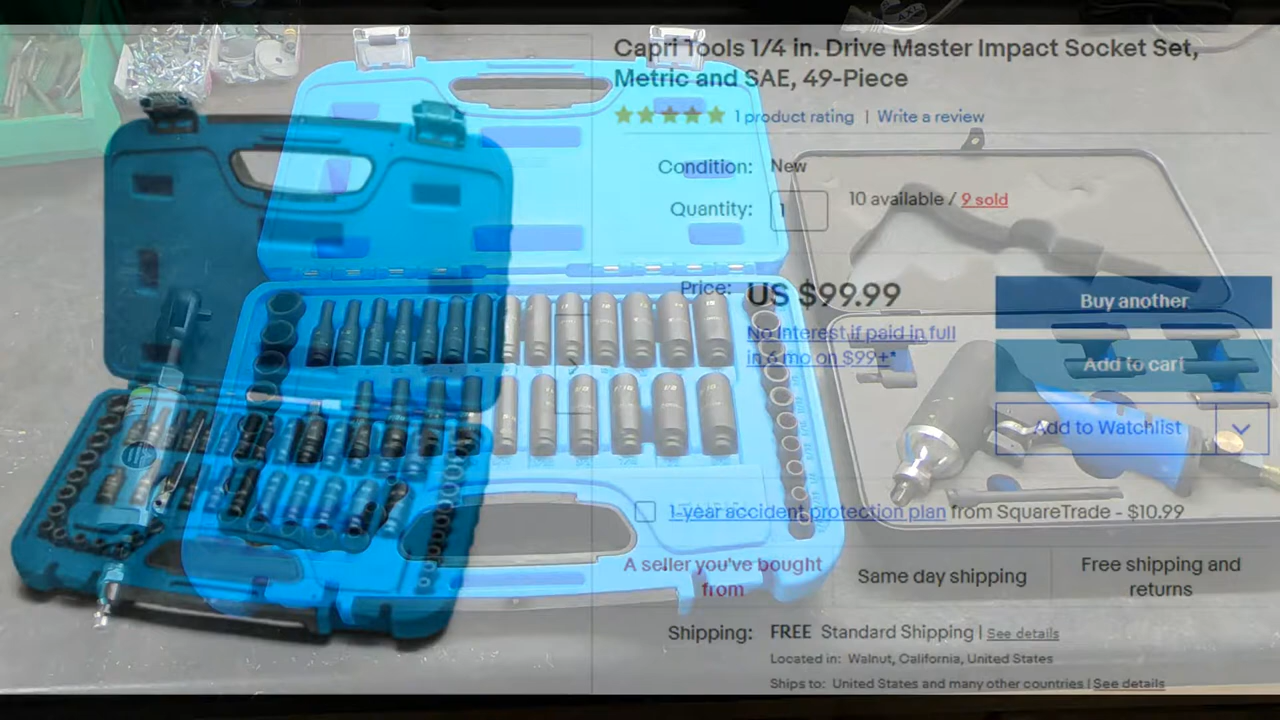 Capri Tools 1/4 in. Drive Master Impact Socket Set,
Metric and SAE, 49-Piece
1 product rating | Write a review
Condition: New
Quantity: 1
10 available / 9 sold
Price: US $99.99
No Interest if paid in full
in 6 mo on $99+*
Buy another
Add to cart
Add to Watchlist
1-year accident protection plan from SquareTrade - $10.99
A seller you've bought
from
Same day shipping
Free shipping and
returns
Shipping: FREE Standard Shipping | See details
Located in: Walnut, California, United States
Ships to: United States and many other countries | See details